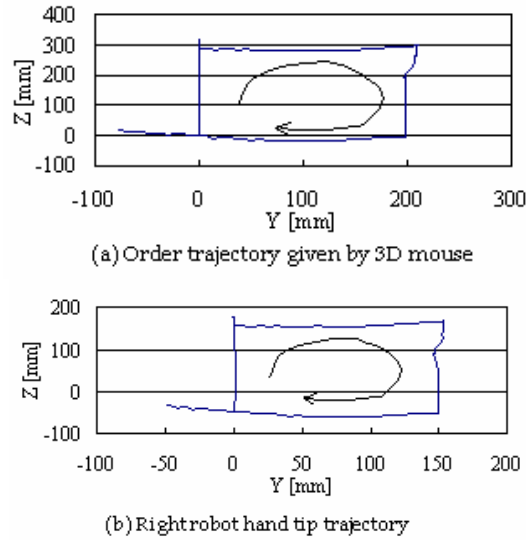 400
300
200
100
0
-100
Z [mm]
-100 0 100 200 300
Y [mm]
(a) Order trajectory given by 3D mouse
200
100
0
-100
Z [mm]
-100 -50 0 50 100 150 200
Y [mm]
(b) Right robot hand tip trajectory